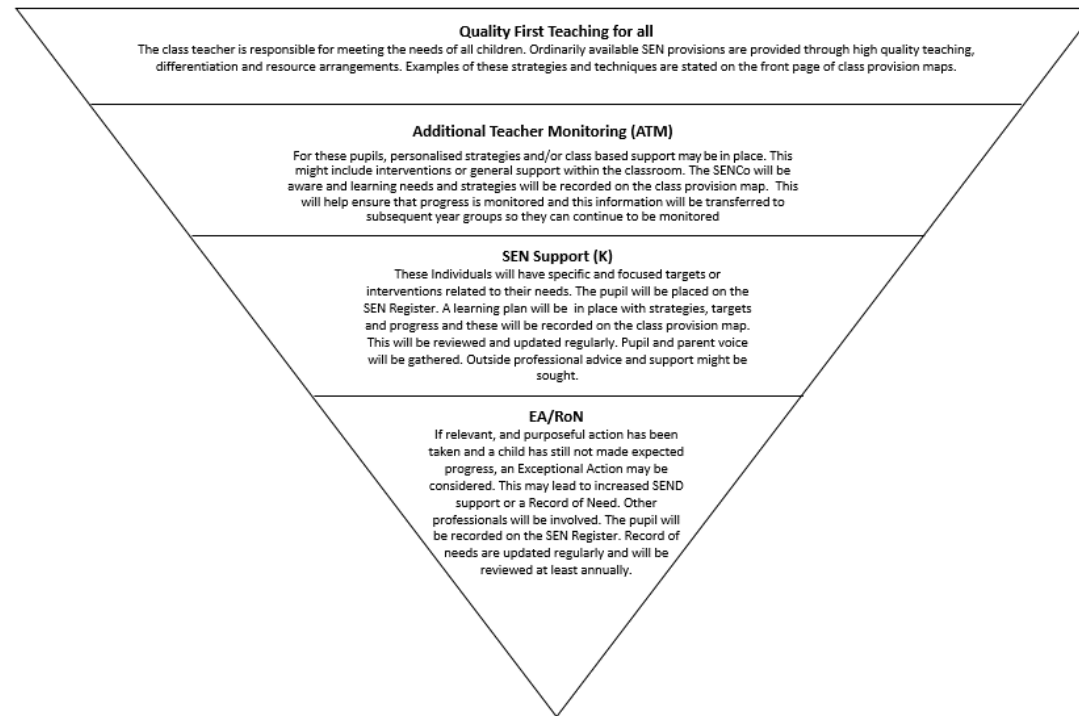 Quality First Teaching for all
The class teacher is responsible for meeting the needs of all children. Ordinarily available SEN provisions are provided through high quality teaching,
differentiation and resource arrangements. Examples of these strategies and techniques are stated on the front page of class provision maps.
Additional Teacher Monitoring (ATM)
For these pupils, personalised strategies and/or class based support may be in place. This
might include interventions or general support within the classroom. The SENCo will be
aware and learning needs and strategies will be recorded on the class provision map. This
will help ensure that progress is monitored and this information will be transferred to
subsequent year groups so they can continue to be monitored
SEN Support (K)
These Individuals will have specific and focused targets or
interventions related to their needs. The pupil will be placed on the
SEN Register. A learning plan will be in place with strategies, targets
and progress and these will be recorded on the class provision map.
This will be reviewed and updated regularly. Pupil and parent voice
will be gathered. Outside professional advice and support might be
sought.
EA/RoN
If relevant, and purposeful action has been
taken and a child has still not made expected
progress, an Exceptional Action may be
considered. This may lead to increased SEND
support or a Record of Need. Other
professionals will be involved. The pupil will
be recorded on the SEN Register. Record of
needs are updated regularly and will be
reviewed at least annually.